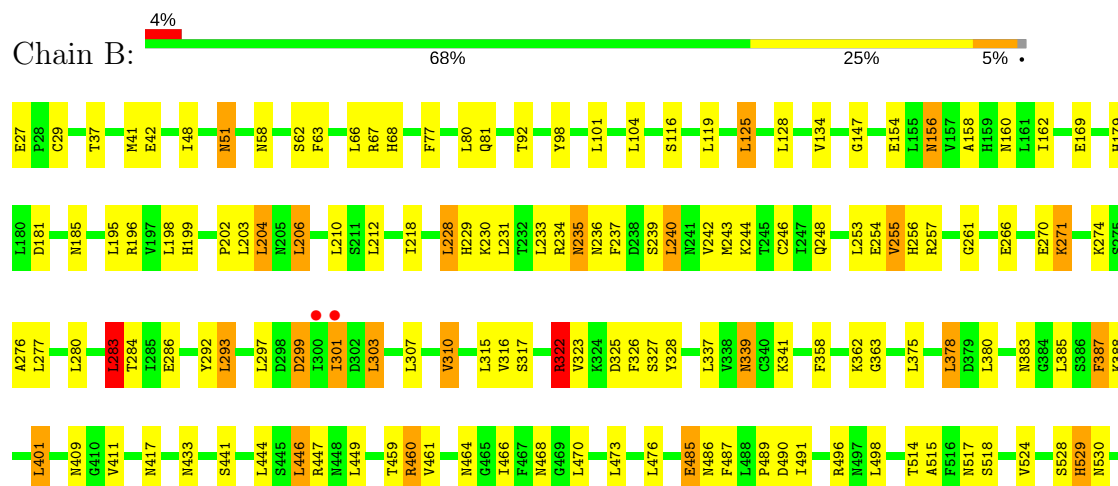 4%
Chain B:
68% 25% 5% •
E27 P28 C29 T37 M41 E42 I48 N51 N58 S62 F63 L66 R67 H68 F77 L80 Q81 T92 Y98 L101 L104 S116 L119 L125 L128 V134 G147 E154 L155 N156 V157 A158 H159 N160 L161 I162 E169
L180 D181 N185 L195 R196 V197 L198 H199 P202 L203 L204 N205 L206 L210 S211 L212 I218 L228 H229 K230 L231 T232 L233 R234 N235 N236 F237 D238 S239 L240 N241 V242 M243 K244 T245 C246 I247 Q248 L253 E254 V255 H256 R257 G261 E266 E270 K271 K274
A276 L277 L280 L283 T284 I285 E286 Y292 L293 L297 D298 D299 I300 I301 D302 L303 L307 V310 L315 V316 S317 R322 V323 K324 D325 F326 S327 Y328 L337 V338 N339 C340 K341 F358 K362 G363 L375 L378 D379 L380 N383 G384 L385 S386 F387
L401 N409 G410 V411 N417 N433 S441 L444 S445 L446 R447 N448 L449 T459 R460 V461 N464 G465 I466 F467 N468 G469 L470 L473 L476 E485 N486 F487 L488 P489 D490 I491 R496 N497 L498 T514 A515 F516 N517 S518 V524 S528 H529 N530